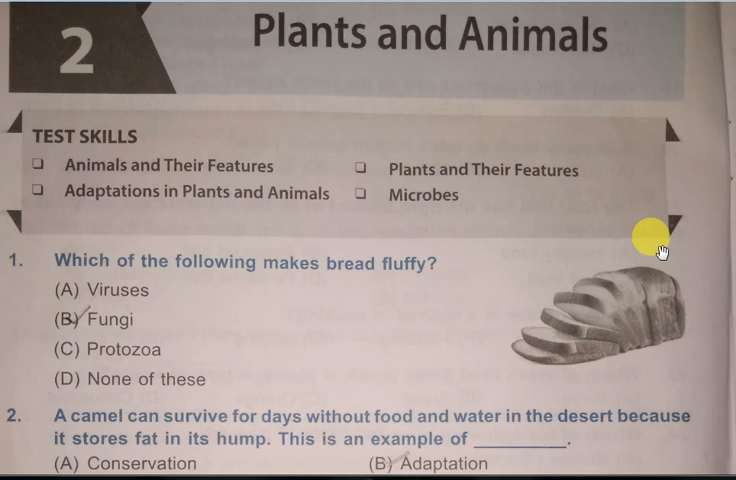 2
Plants and Animals
TEST SKILLS
Animals and Their Features
Plants and Their Features
Adaptations in Plants and Animals
Microbes
1. Which of the following makes bread fluffy?
(A) Viruses
(B) Fungi
(C) Protozoa
(D) None of these
2. A camel can survive for days without food and water in the desert because
it stores fat in its hump. This is an example of _________.
(A) Conservation (B) Adaptation